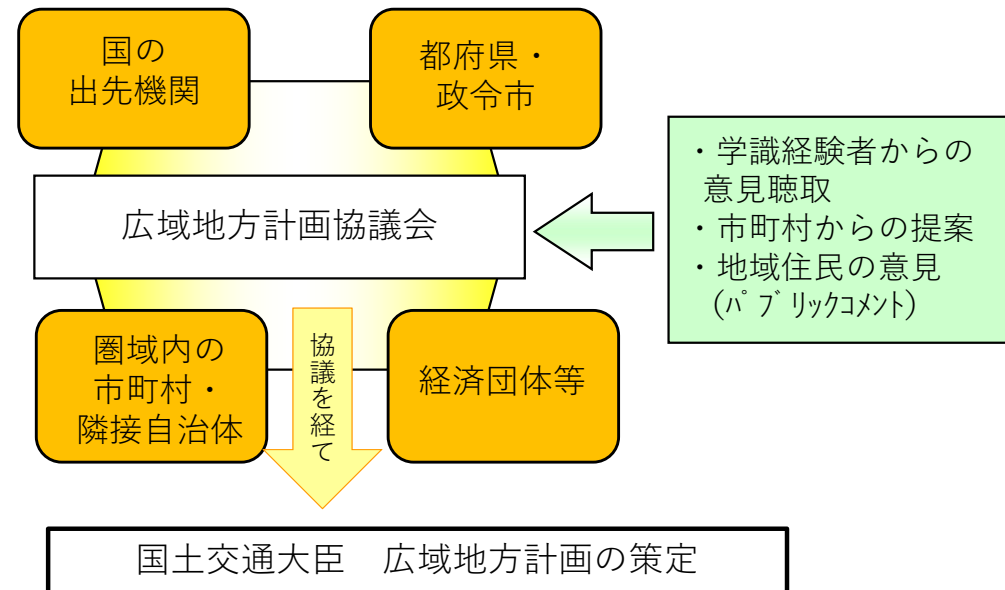 国の
出先機関
都府県・
政令市
広域地方計画協議会
・学識経験者からの
意見聴取
・市町村からの提案
・地域住民の意見
(ﾊﾟﾌﾞﾘｯｸｺﾒﾝﾄ)
圏域内の
市町村・
隣接自治体
協議を経て
経済団体等
国土交通大臣　広域地方計画の策定